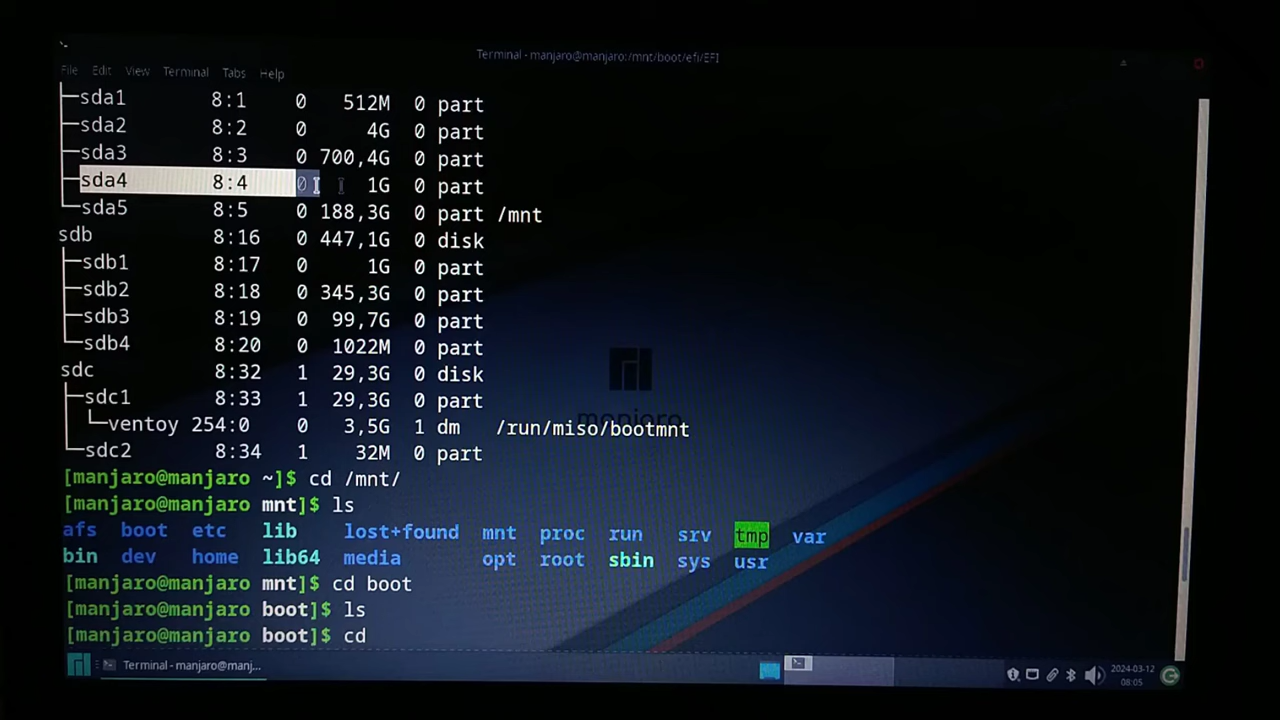 Terminal - manjaro@manjaro:/mnt/boot/efi/EFI
File Edit View Terminal Tabs Help
├─sda1 8:1 0 512M 0 part
├─sda2 8:2 0 4G 0 part
├─sda3 8:3 0 700,4G 0 part
├─sda4 8:4 0 1G 0 part
└─sda5 8:5 0 188,3G 0 part /mnt
sdb 8:16 0 447,1G 0 disk
├─sdb1 8:17 0 1G 0 part
├─sdb2 8:18 0 345,3G 0 part
├─sdb3 8:19 0 99,7G 0 part
└─sdb4 8:20 0 1022M 0 part
sdc 8:32 1 29,3G 0 disk
├─sdc1 8:33 1 29,3G 0 part
│ └─ventoy 254:0 0 3,5G 1 dm /run/miso/bootmnt
└─sdc2 8:34 1 32M 0 part
[manjaro@manjaro ~]$ cd /mnt/
[manjaro@manjaro mnt]$ ls
afs boot etc lib lost+found mnt proc run srv tmp var
bin dev home lib64 media opt root sbin sys usr
[manjaro@manjaro mnt]$ cd boot
[manjaro@manjaro boot]$ ls
[manjaro@manjaro boot]$ cd
manjaro
Terminal - manjaro@manj...
2024-03-12
08:05